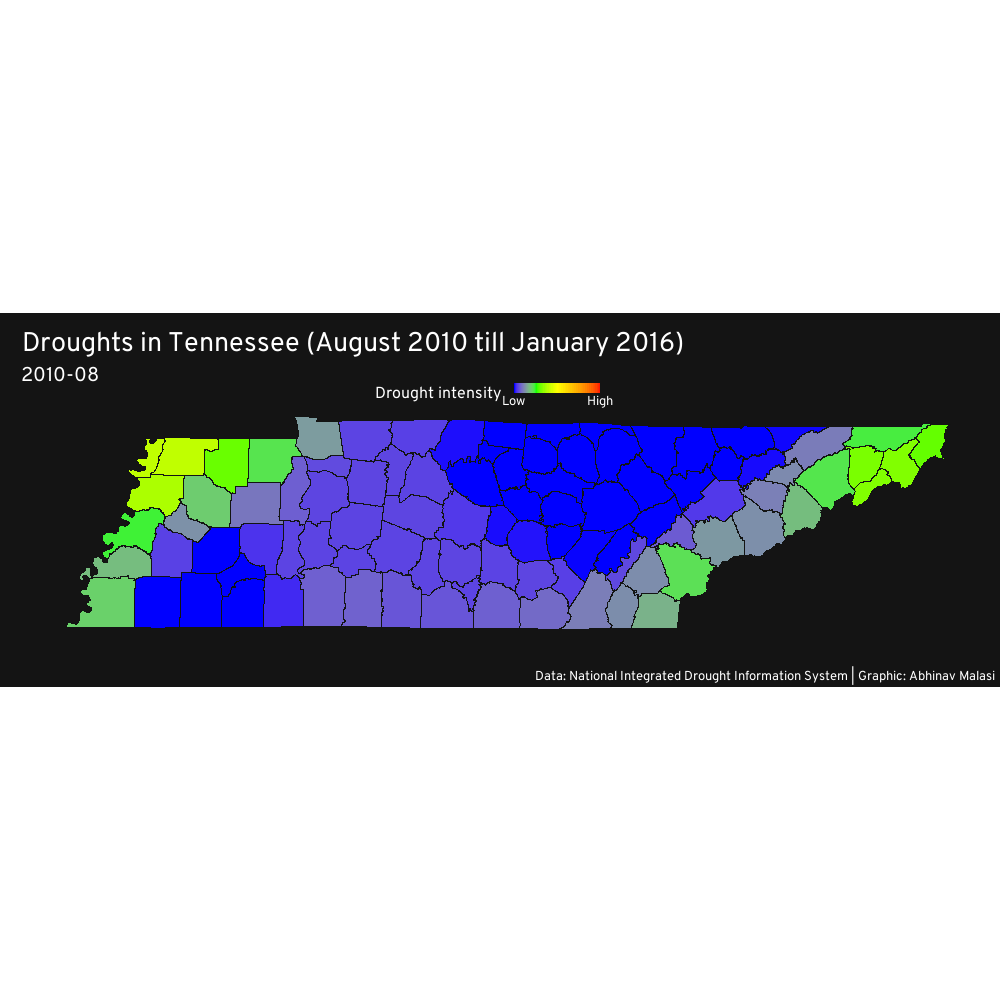 Droughts in Tennessee (August 2010 till January 2016)
2010-08
Drought intensity
Low High
Data: National Integrated Drought Information System | Graphic: Abhinav Malasi